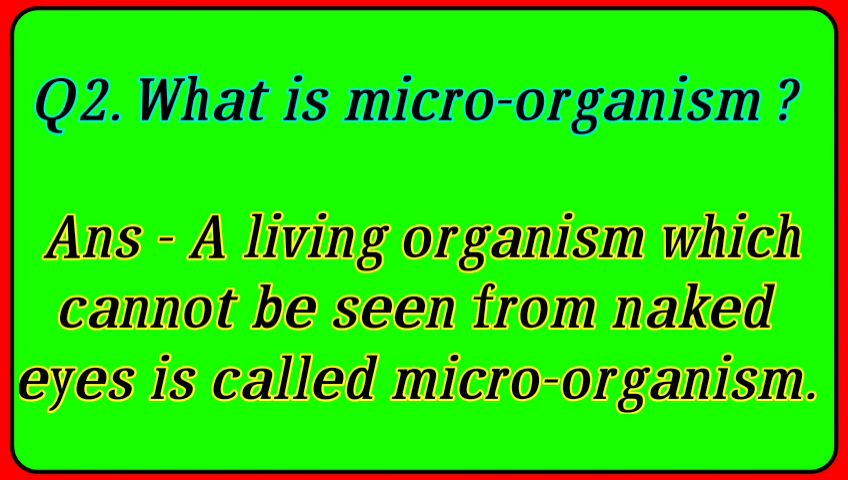 Q2. What is micro-organism ?
Ans - A living organism which
cannot be seen from naked
eyes is called micro-organism.